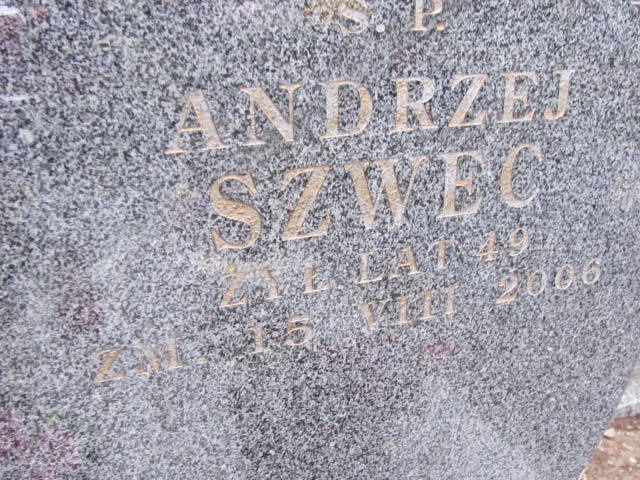 Ś. P.
ANDRZEJ
SZWEC
ŻYŁ LAT 49
ZM. 15 VIII 2006